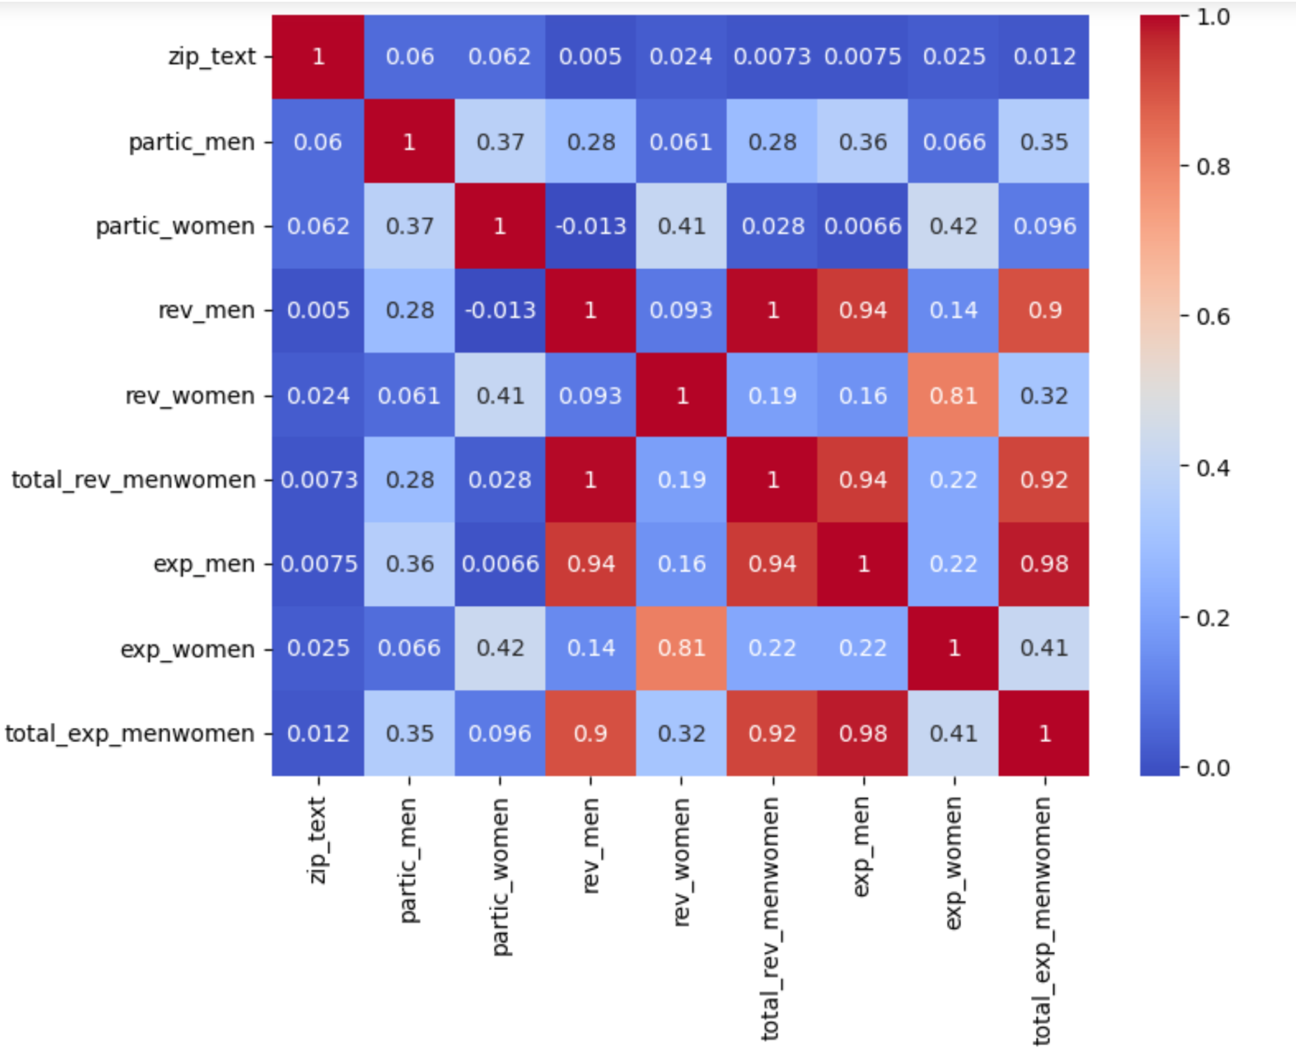 zip_text 1 0.06 0.062 0.005 0.024 0.0073 0.0075 0.025 0.012
partic_men 0.06 1 0.37 0.28 0.061 0.28 0.36 0.066 0.35
partic_women 0.062 0.37 1 -0.013 0.41 0.028 0.0066 0.42 0.096
rev_men 0.005 0.28 -0.013 1 0.093 1 0.94 0.14 0.9
rev_women 0.024 0.061 0.41 0.093 1 0.19 0.16 0.81 0.32
total_rev_menwomen 0.0073 0.28 0.028 1 0.19 1 0.94 0.22 0.92
exp_men 0.0075 0.36 0.0066 0.94 0.16 0.94 1 0.22 0.98
exp_women 0.025 0.066 0.42 0.14 0.81 0.22 0.22 1 0.41
total_exp_menwomen 0.012 0.35 0.096 0.9 0.32 0.92 0.98 0.41 1
zip_text
partic_men
partic_women
rev_men
rev_women
total_rev_menwomen
exp_men
exp_women
total_exp_menwomen
1.0
0.8
0.6
0.4
0.2
0.0